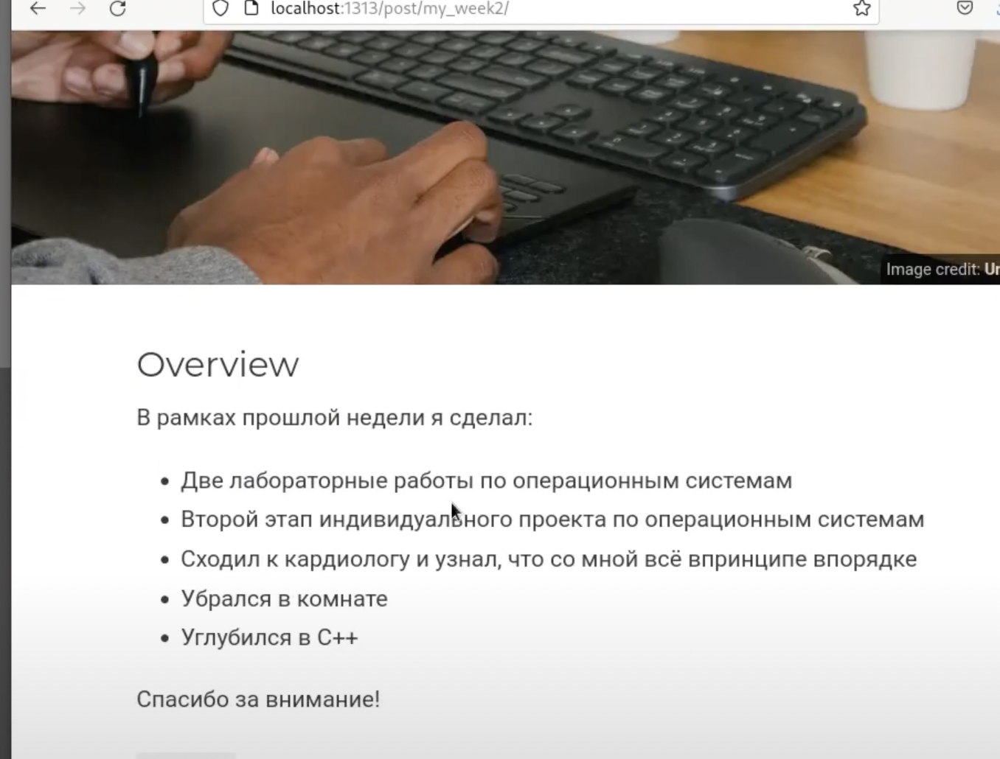 localhost:1313/post/my_week2/
Image credit:
Overview
В рамках прошлой недели я сделал:
Две лабораторные работы по операционным системам
Второй этап индивидуального проекта по операционным системам
Сходил к кардиологу и узнал, что со мной всё впринципе впорядке
Убрался в комнате
Углубился в C++
Спасибо за внимание!